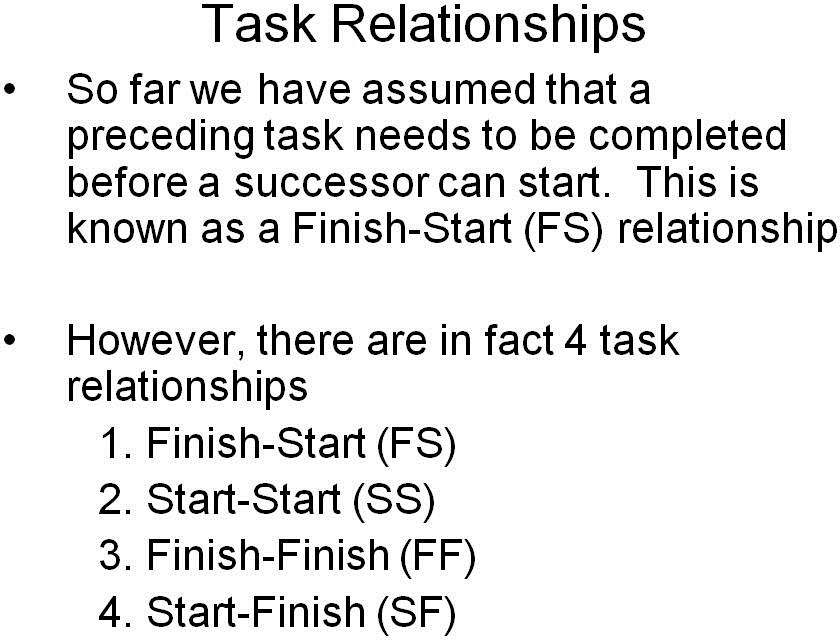 Task Relationships
• So far we have assumed that a
preceding task needs to be completed
before a successor can start.  This is
known as a Finish-Start (FS) relationship
• However, there are in fact 4 task
relationships
1. Finish-Start (FS)
2. Start-Start (SS)
3. Finish-Finish (FF)
4. Start-Finish (SF)